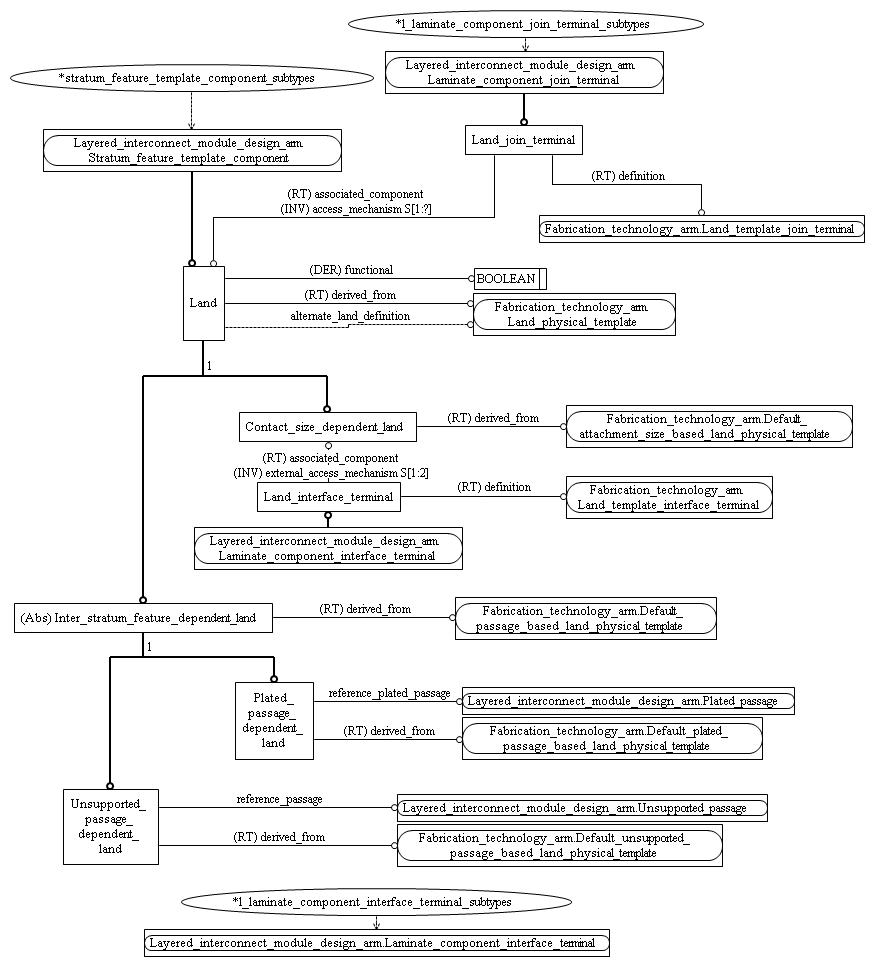 *l_laminate_component_join_terminal_subtypes
Layered_interconnect_module_design_arm.
Laminate_component_join_terminal
*stratum_feature_template_component_subtypes
Layered_interconnect_module_design_arm.
Stratum_feature_template_component
Land_join_terminal
(RT) definition
(RT) associated_component
(INV) access_mechanism S[1:?]
Fabrication_technology_arm.Land_template_join_terminal
Land
(DER) functional
BOOLEAN
(RT) derived_from
Fabrication_technology_arm.
Land_physical_template
alternate_land_definition
1
Contact_size_dependent_land
(RT) derived_from
Fabrication_technology_arm.Default_
attachment_size_based_land_physical_template
(RT) associated_component
(INV) external_access_mechanism S[1:2]
Land_interface_terminal
(RT) definition
Fabrication_technology_arm.
Land_template_interface_terminal
Layered_interconnect_module_design_arm.
Laminate_component_interface_terminal
(Abs) Inter_stratum_feature_dependent_land
(RT) derived_from
Fabrication_technology_arm.Default_
passage_based_land_physical_template
1
Plated_
passage_
dependent_
land
reference_plated_passage
Layered_interconnect_module_design_arm.Plated_passage
(RT) derived_from
Fabrication_technology_arm.Default_plated_
passage_based_land_physical_template
Unsupported_
passage_
dependent_
land
reference_passage
Layered_interconnect_module_design_arm.Unsupported_passage
(RT) derived_from
Fabrication_technology_arm.Default_unsupported_
passage_based_land_physical_template
*l_laminate_component_interface_terminal_subtypes
Layered_interconnect_module_design_arm.Laminate_component_interface_terminal